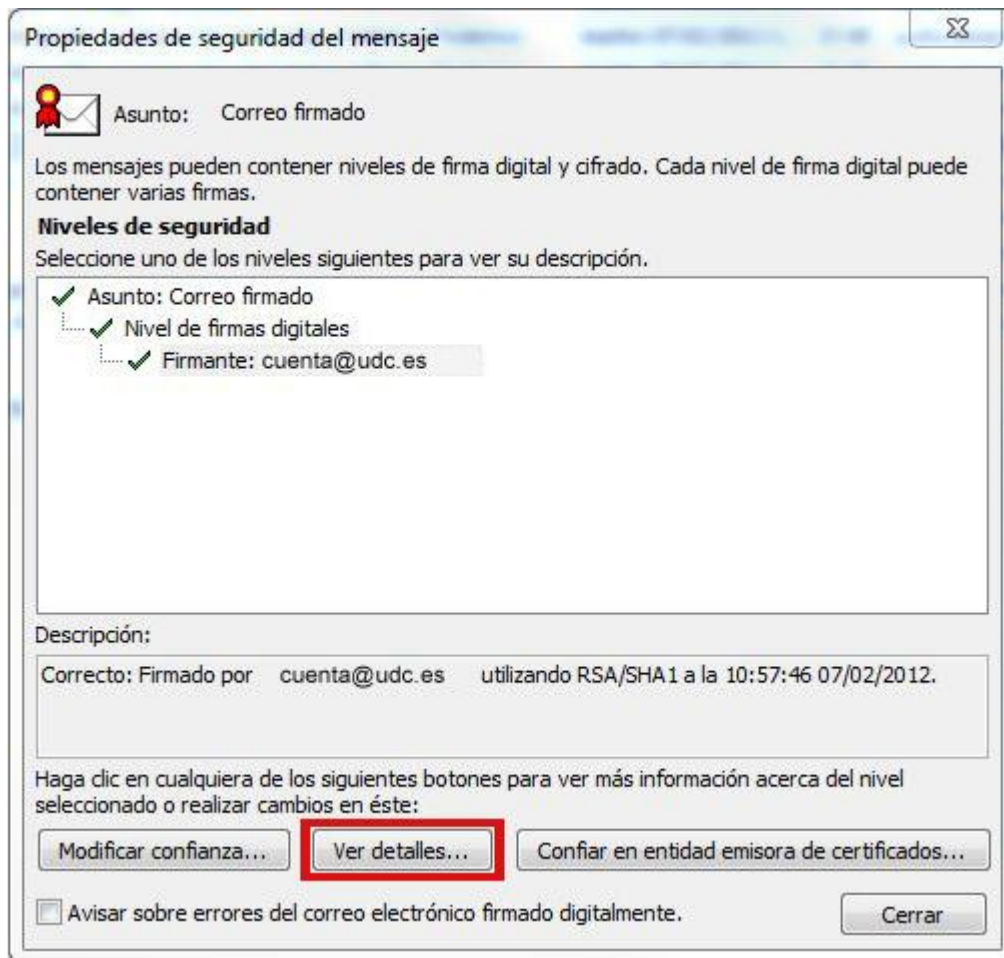 Propiedades de seguridad del mensaje
Asunto: Correo firmado
Los mensajes pueden contener niveles de firma digital y cifrado. Cada nivel de firma digital puede
contener varias firmas.
Niveles de seguridad
Seleccione uno de los niveles siguientes para ver su descripción.
Asunto: Correo firmado
Nivel de firmas digitales
Firmante: cuenta@udc.es
Descripción:
Correcto: Firmado por cuenta@udc.es utilizando RSA/SHA1 a la 10:57:46 07/02/2012.
Haga clic en cualquiera de los siguientes botones para ver más información acerca del nivel
seleccionado o realizar cambios en éste:
Modificar confianza... Ver detalles... Confiar en entidad emisora de certificados...
Avisar sobre errores del correo electrónico firmado digitalmente. Cerrar